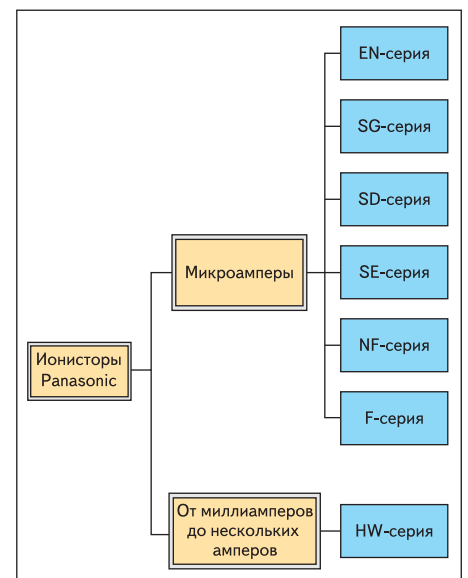 EN-серия
SG-серия
SD-серия
Микроамперы
SE-серия
Ионисторы
Panasonic
NF-серия
F-серия
От миллиамперов
до нескольких
амперов
HW-серия